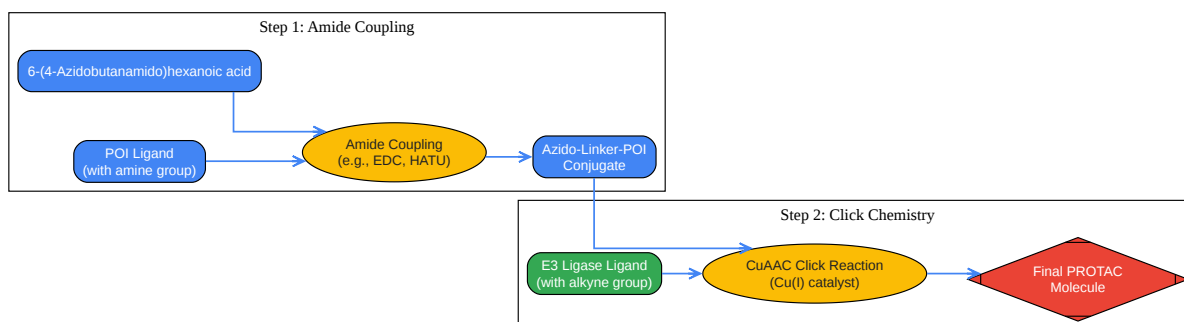 Step 1: Amide Coupling
6-(4-Azidobutanamido)hexanoic acid
POI Ligand
(with amine group)
Amide Coupling
(e.g., EDC, HATU)
Azido-Linker-POI
Conjugate
Step 2: Click Chemistry
E3 Ligase Ligand
(with alkyne group)
CuAAC Click Reaction
(Cu(I) catalyst)
Final PROTAC
Molecule